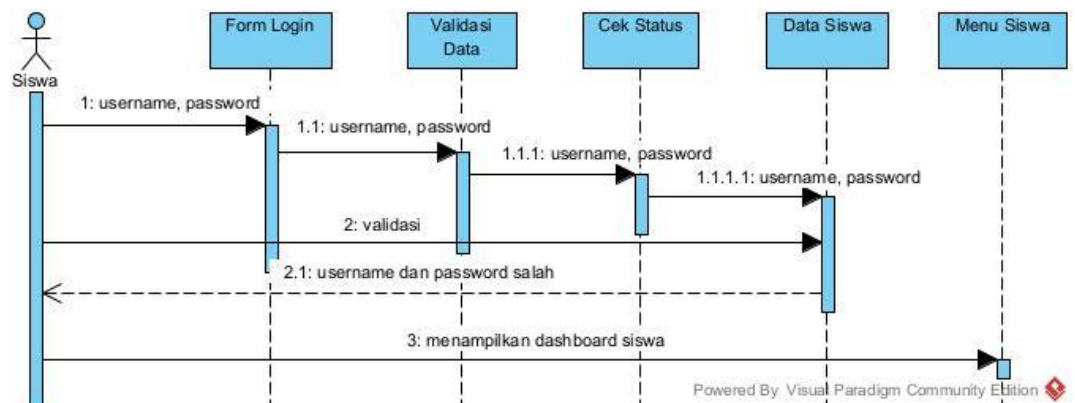 Form Login
Validasi
Data
Cek Status
Data Siswa
Menu Siswa
Siswa
1: username, password
1.1: username, password
1.1.1: username, password
1.1.1.1: username, password
2: validasi
2.1: username dan password salah
3: menampilkan dashboard siswa
Powered By Visual Paradigm Community Edition